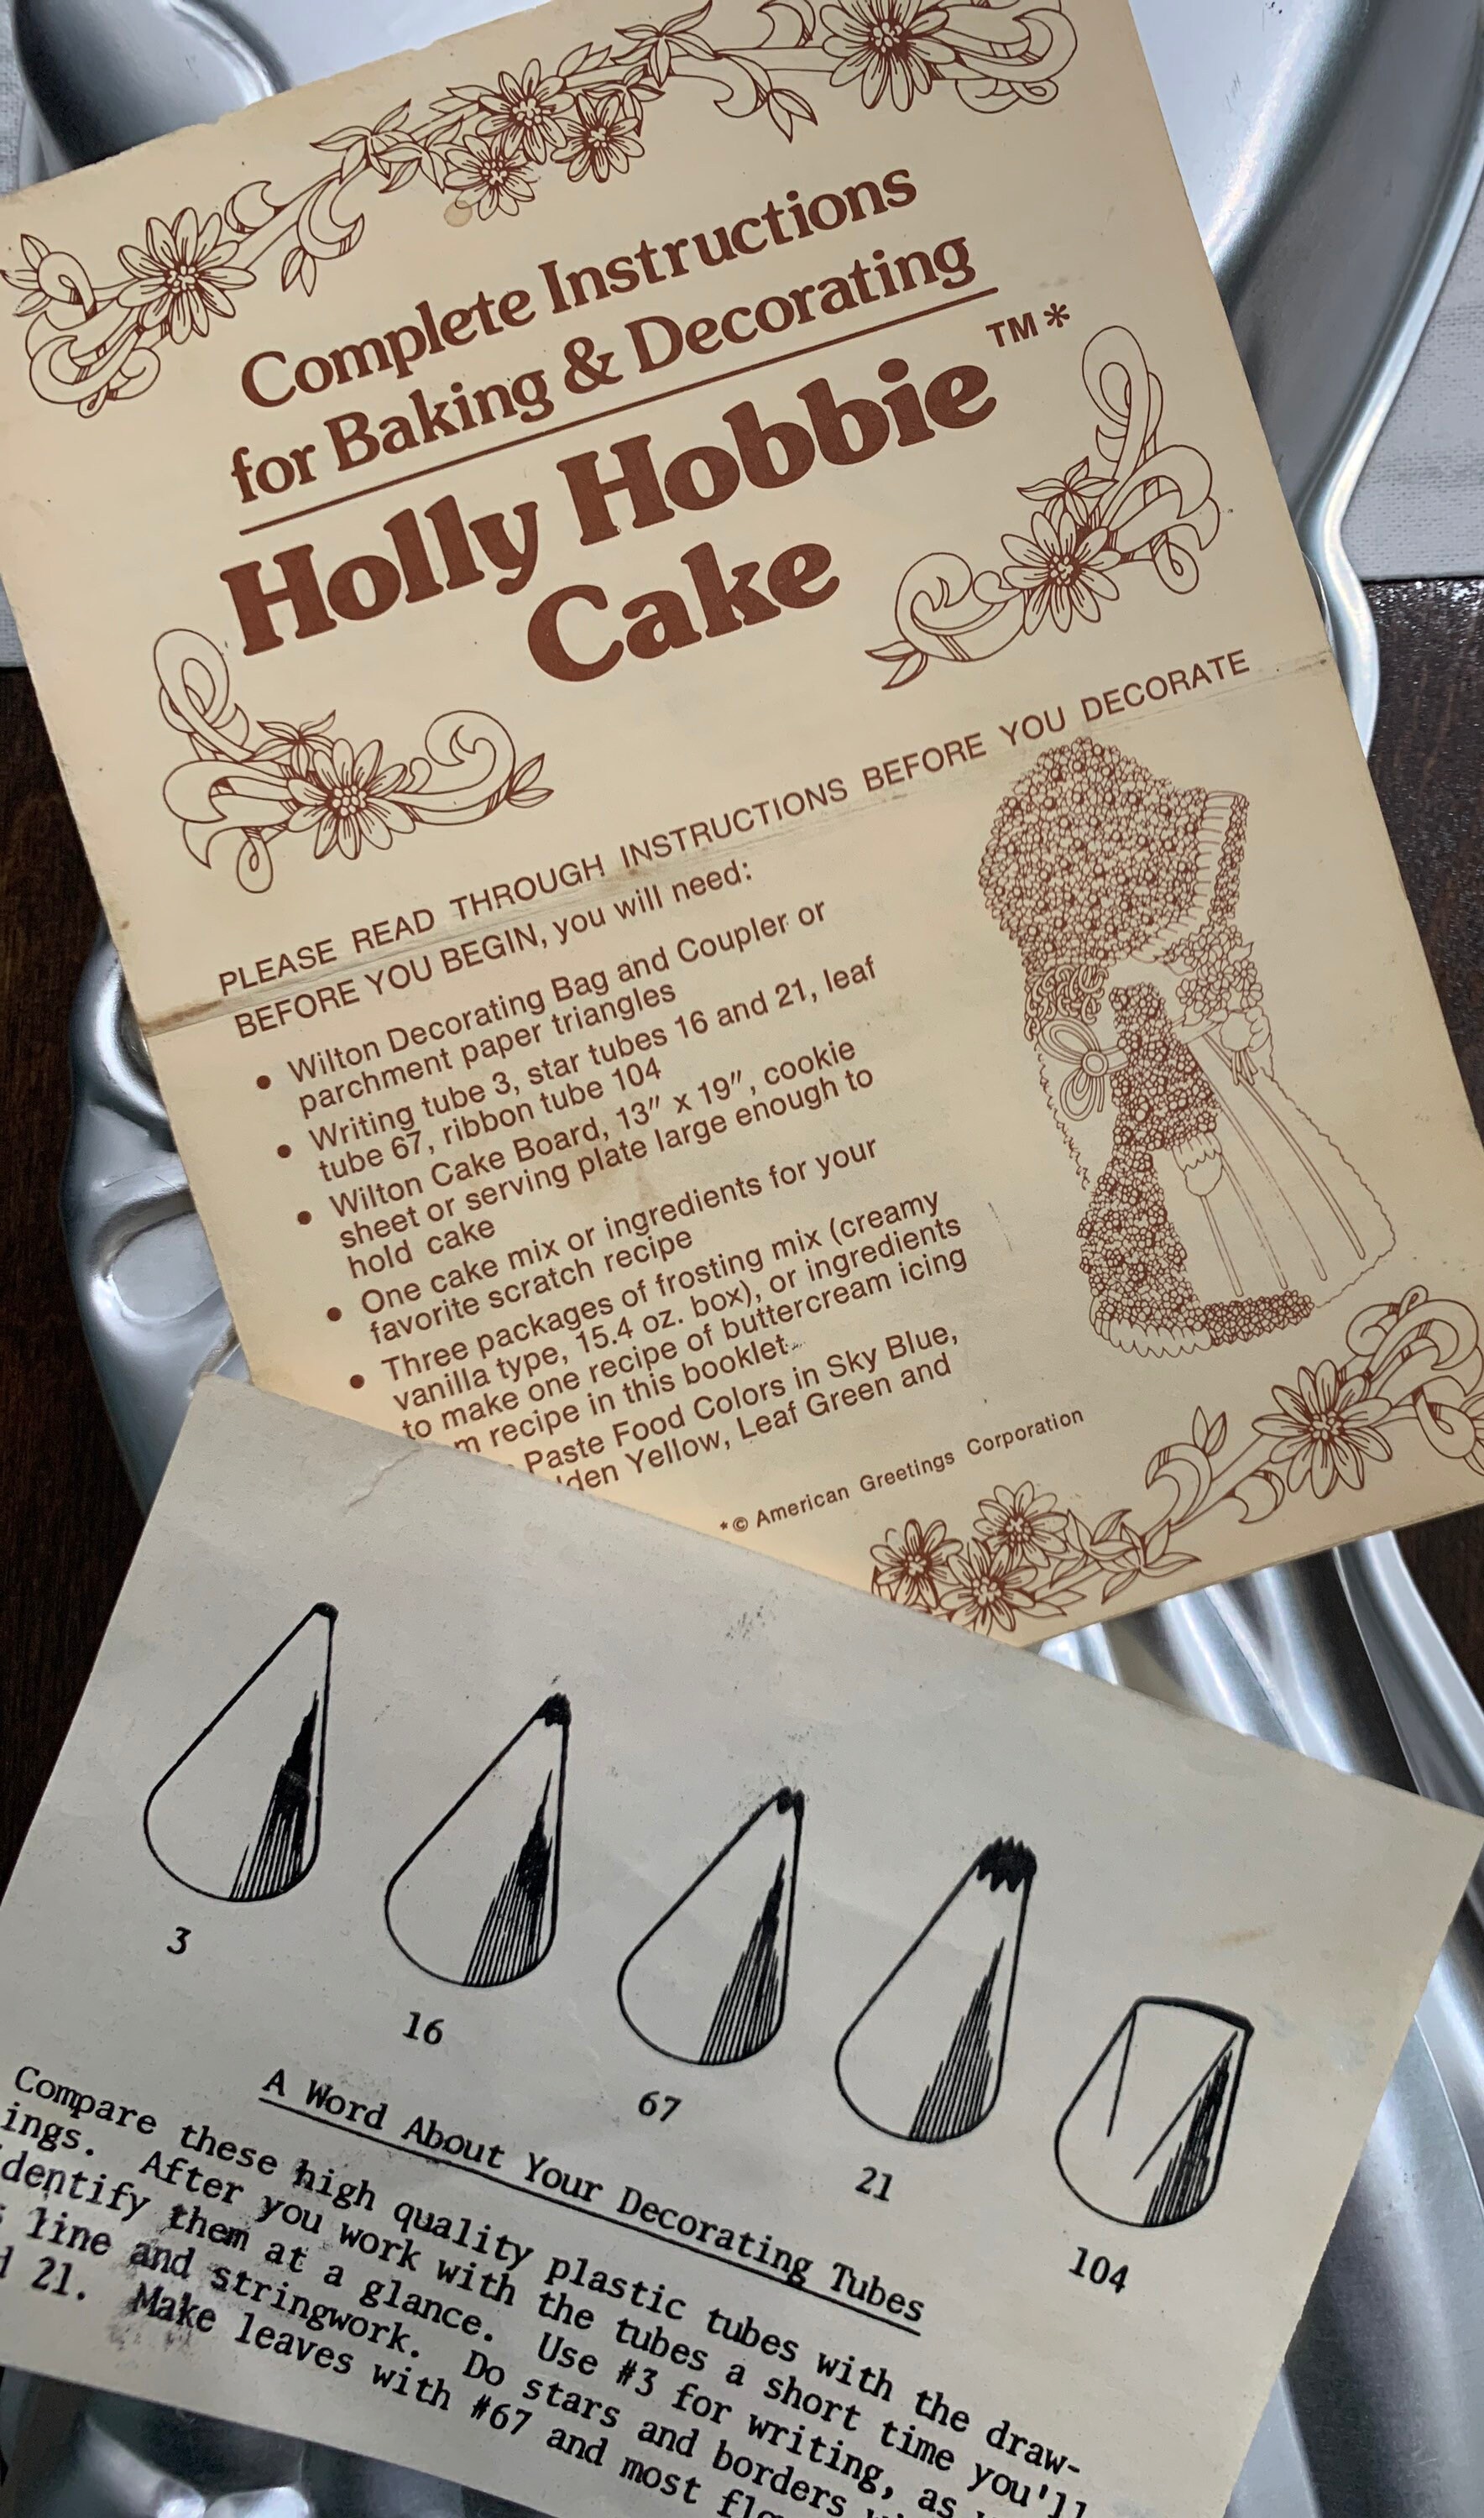 Complete Instructions
for Baking & Decorating
Holly Hobbie TM*
Cake
PLEASE READ THROUGH INSTRUCTIONS BEFORE YOU DECORATE
BEFORE YOU BEGIN, you will need:
• Wilton Decorating Bag and Coupler or
parchment paper triangles
• Writing tube 3, star tubes 16 and 21, leaf
tube 67, ribbon tube 104
• Wilton Cake Board, 13″ x 19″, cookie
sheet or serving plate large enough to
hold cake
• One cake mix or ingredients for your
favorite scratch recipe
• Three packages of frosting mix (creamy
vanilla type, 15.4 oz. box), or ingredients
to make one recipe of buttercream icing
m recipe in this booklet
Paste Food Colors in Sky Blue,
lden Yellow, Leaf Green and
*© American Greetings Corporation
3
16
67
21
104
A Word About Your Decorating Tubes
Compare these high quality plastic tubes with the draw-
ings. After you work with the tubes a short time you'll
dentify them at a glance. Use #3 for writing, as
line and stringwork. Do stars and borders
21. Make leaves with #67 and most